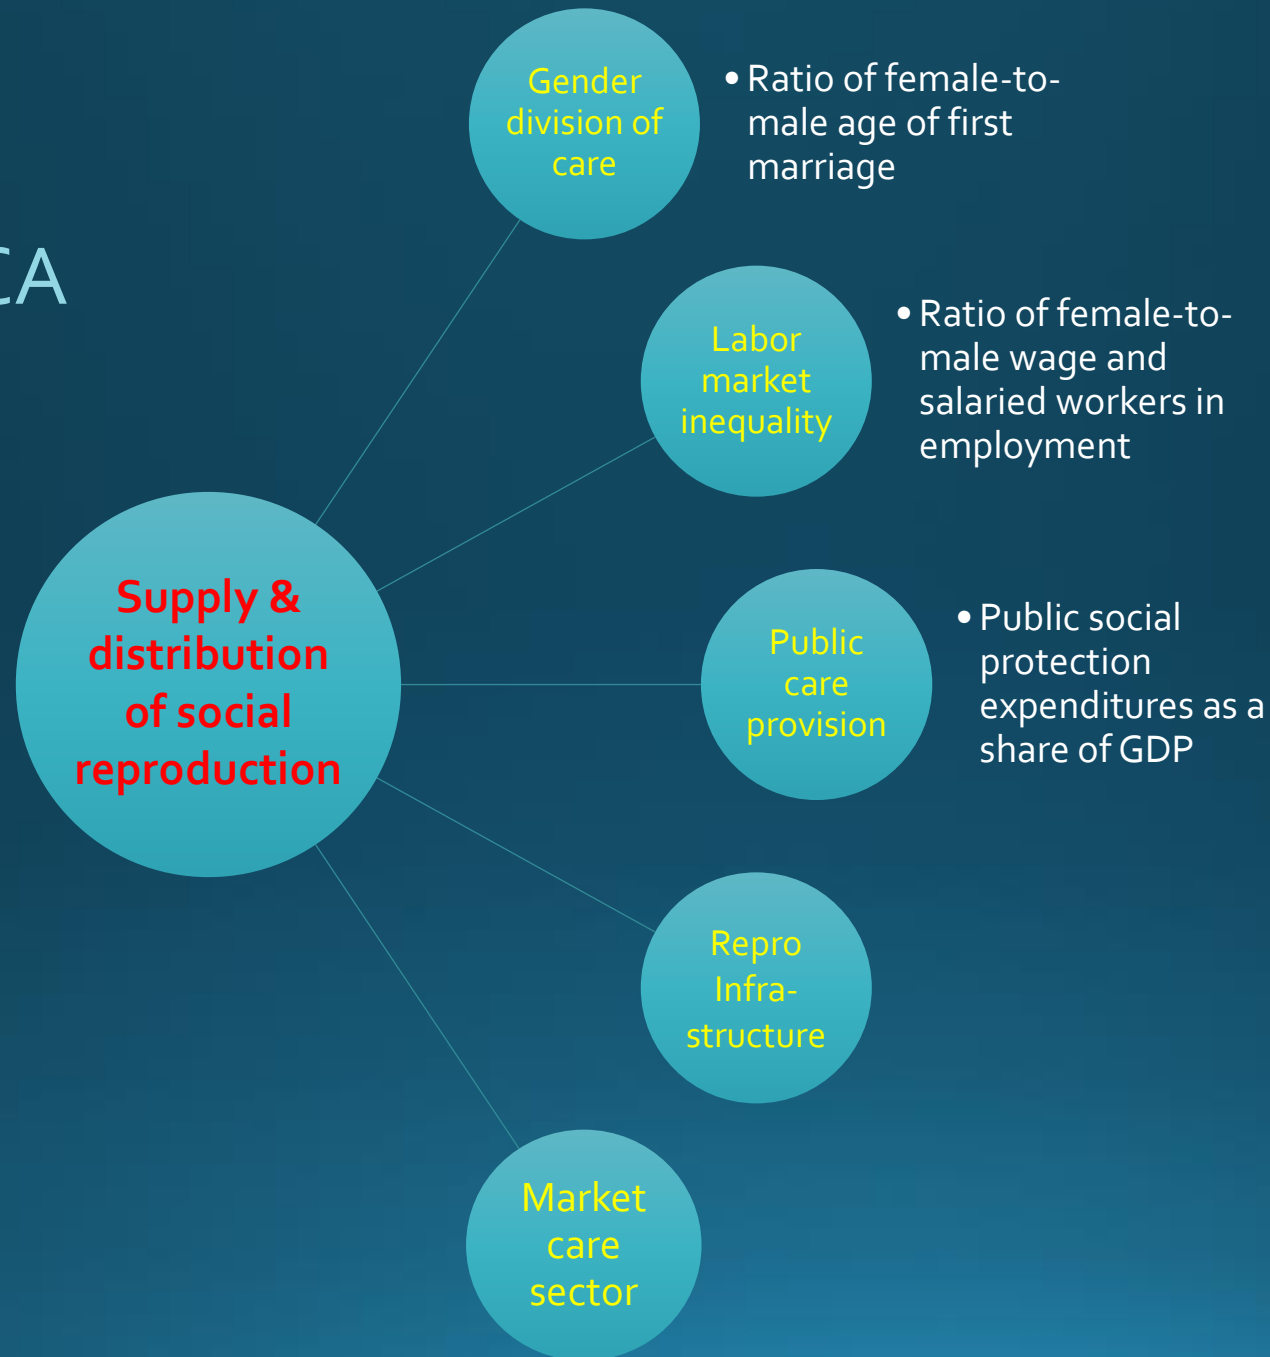 Gender
division of
care
• Ratio of female-to-
male age of first
marriage
CA
Labor
market
inequality
• Ratio of female-to-
male wage and
salaried workers in
employment
Supply &
distribution
of social
reproduction
Public
care
provision
• Public social
protection
expenditures as a
share of GDP
Repro
Infra-
structure
Market
care
sector